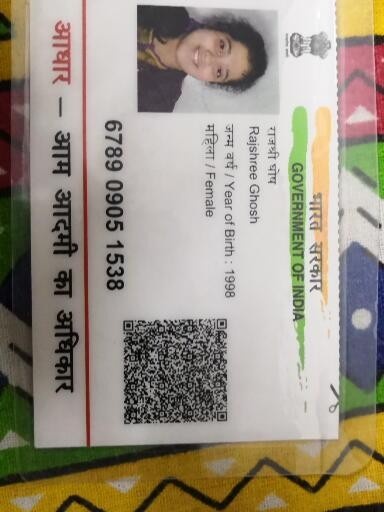 भारत सरकार
GOVERNMENT OF INDIA
राजश्री घोष
Rajshree Ghosh
जन्म वर्ष / Year of Birth : 1998
महिला / Female
6789 0905 1538
आधार – आम आदमी का अधिकार